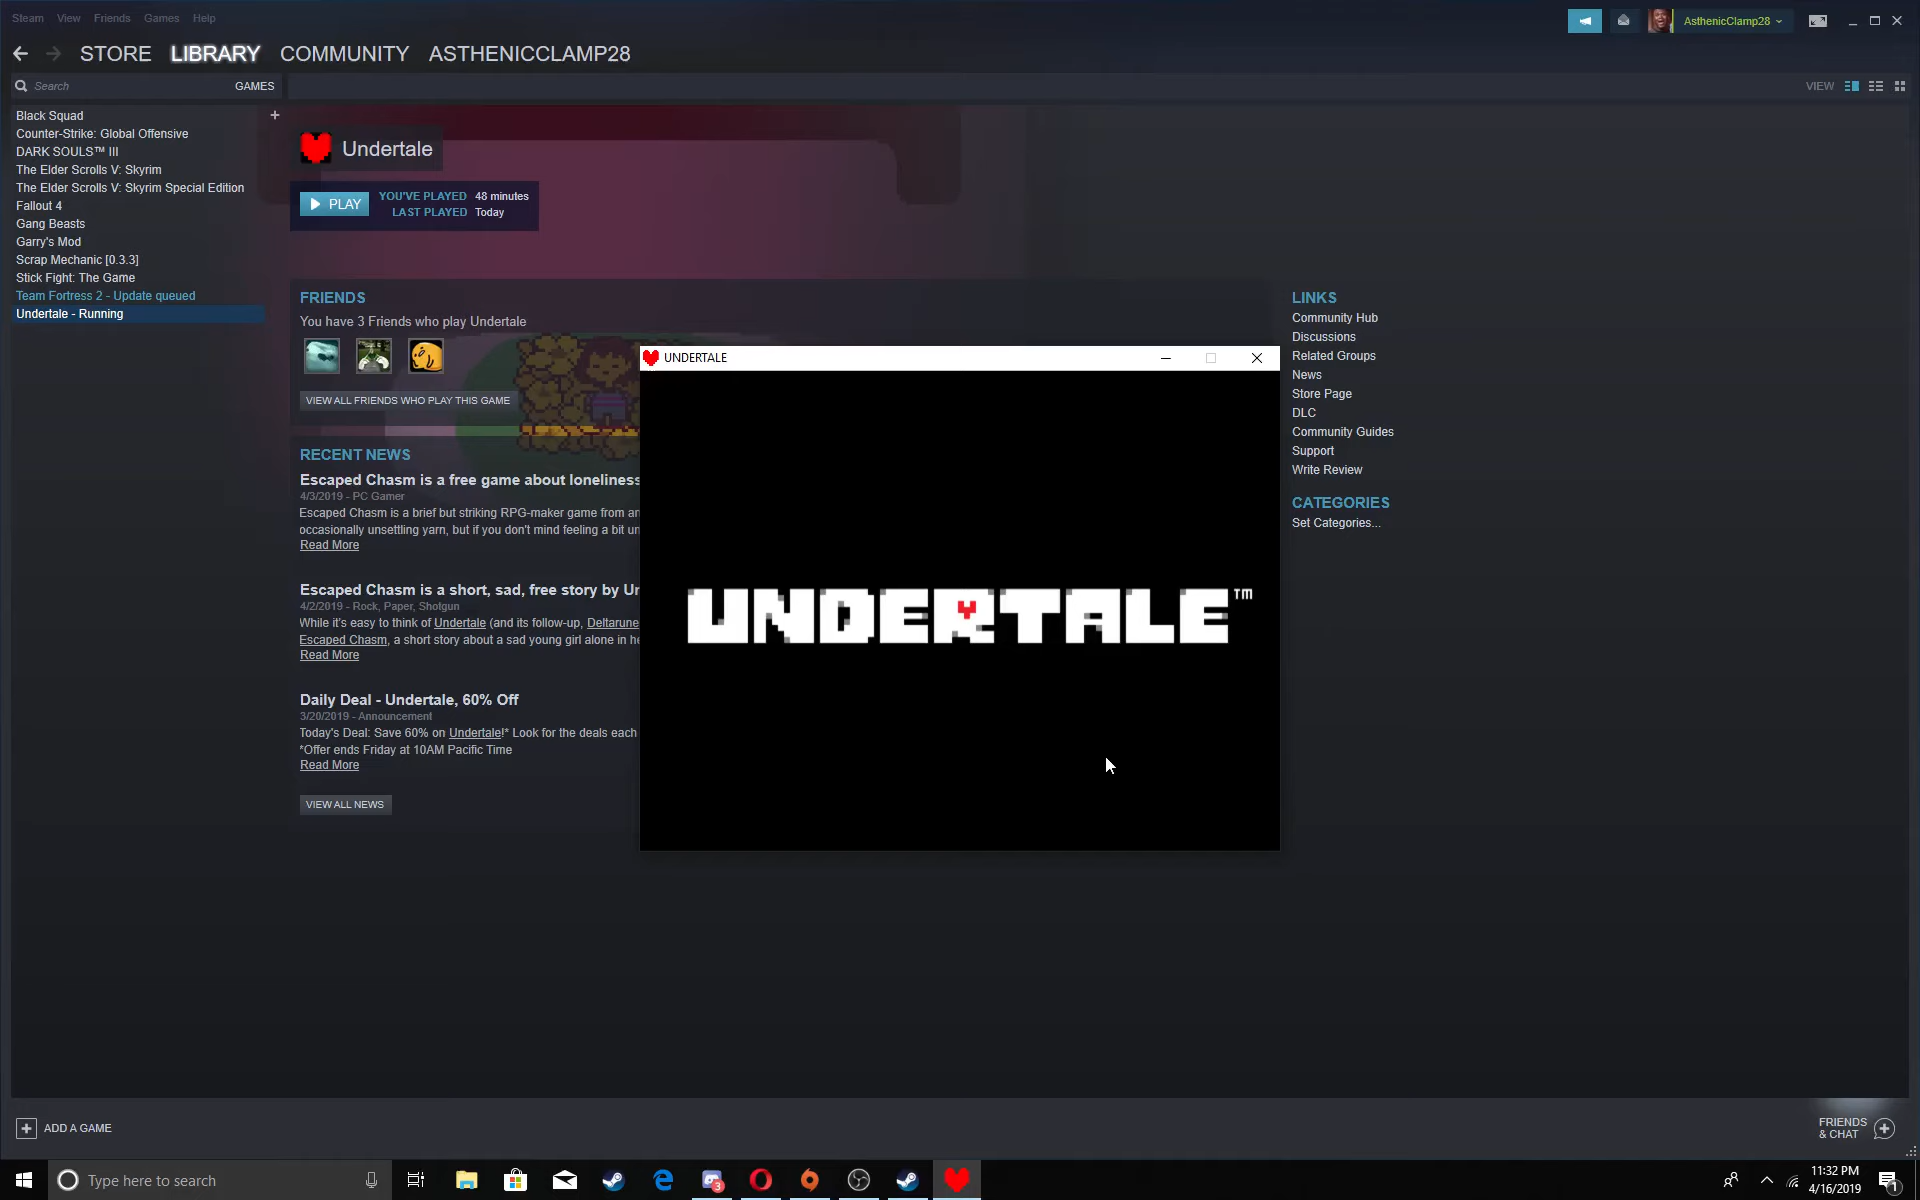 Steam View Friends Games Help
AsthenicClamp28
STORE LIBRARY COMMUNITY ASTHENICCLAMP28
Search GAMES
VIEW
Black Squad
Counter-Strike: Global Offensive
DARK SOULS™ III
The Elder Scrolls V: Skyrim
The Elder Scrolls V: Skyrim Special Edition
Fallout 4
Gang Beasts
Garry's Mod
Scrap Mechanic [0.3.3]
Stick Fight: The Game
Team Fortress 2 - Update queued
Undertale - Running
Undertale
PLAY
YOU'VE PLAYED 48 minutes
LAST PLAYED Today
FRIENDS
You have 3 Friends who play Undertale
VIEW ALL FRIENDS WHO PLAY THIS GAME
RECENT NEWS
Escaped Chasm is a free game about loneliness
4/3/2019 - PC Gamer
Escaped Chasm is a brief but striking RPG-maker game from
occasionally unsettling yarn, but if you don't mind feeling a bit
Read More
Escaped Chasm is a short, sad, free story by
4/2/2019 - Rock, Paper, Shotgun
While it's easy to think of Undertale (and its follow-up, Deltarune
Escaped Chasm, a short story about a sad young girl alone in
Read More
Daily Deal - Undertale, 60% Off
3/20/2019 - Announcement
Today's Deal: Save 60% on Undertale!* Look for the deals each
*Offer ends Friday at 10AM Pacific Time
Read More
VIEW ALL NEWS
UNDERTALE
UNDERTALE™
LINKS
Community Hub
Discussions
Related Groups
News
Store Page
DLC
Community Guides
Support
Write Review
CATEGORIES
Set Categories...
ADD A GAME
FRIENDS
& CHAT
Type here to search
3
11:32 PM
4/16/2019
1